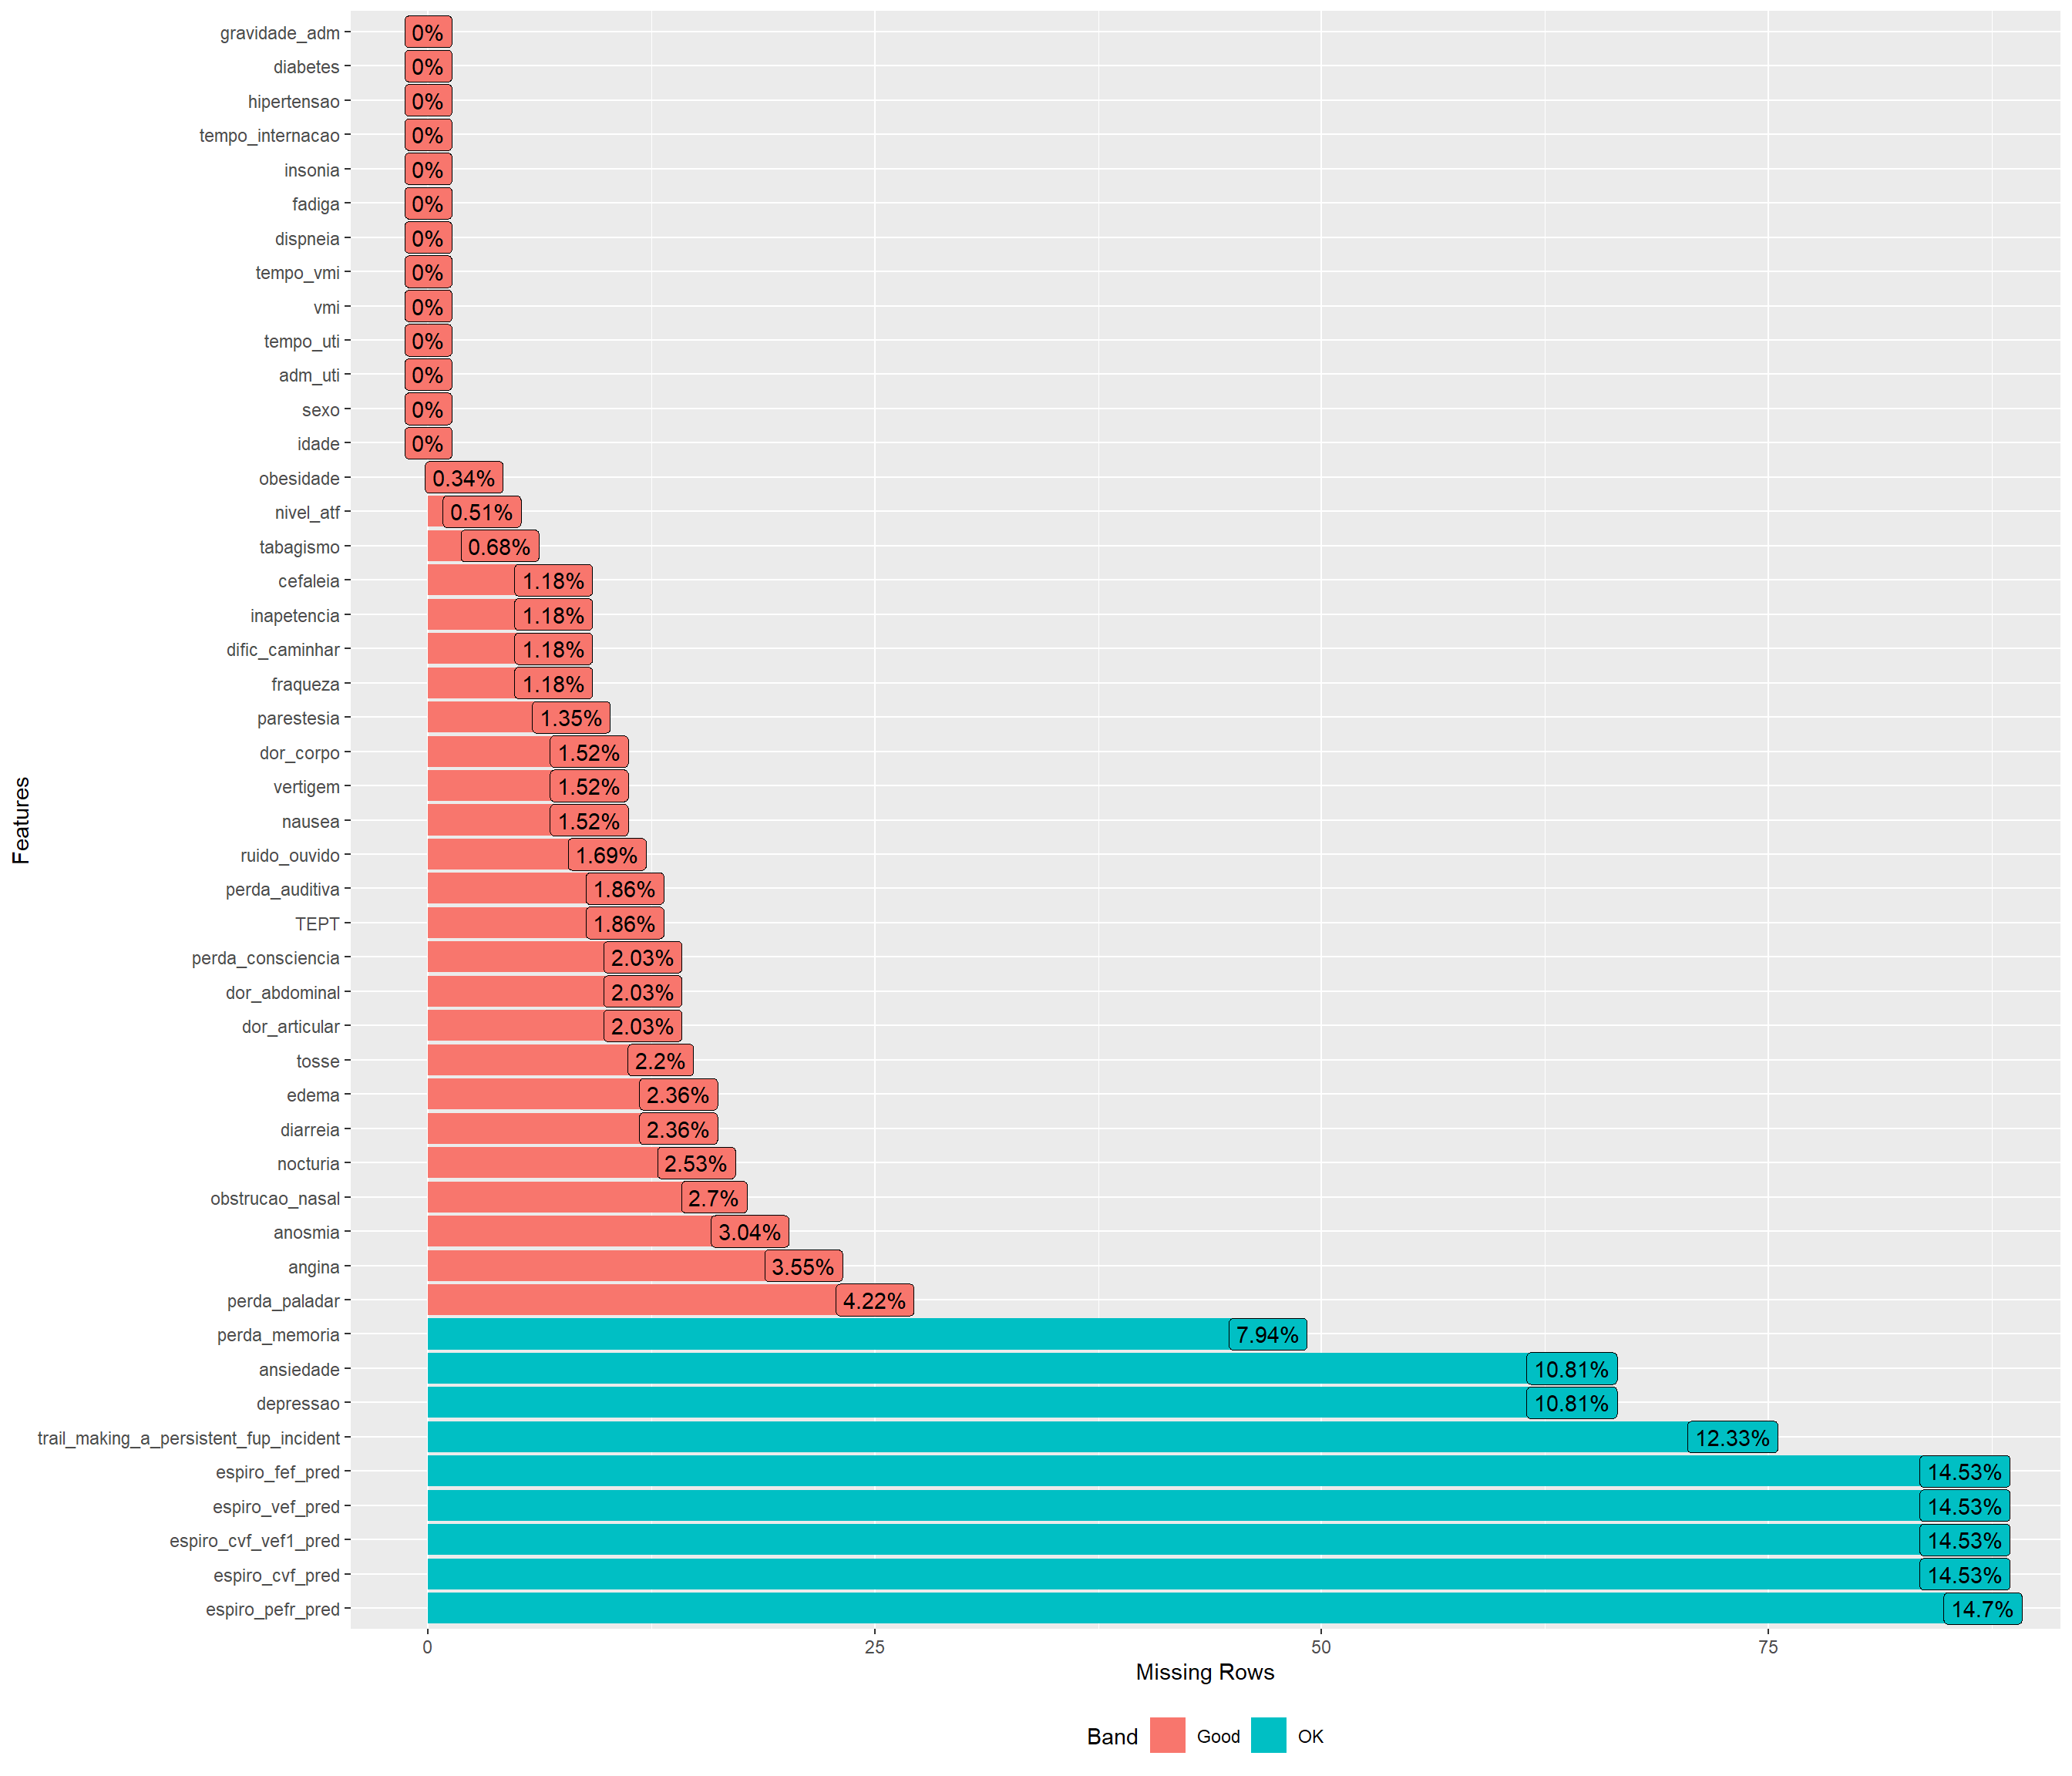 gravidade_adm 0%
diabetes 0%
hipertensao 0%
tempo_internacao 0%
insonia 0%
fadiga 0%
dispneia 0%
tempo_vmi 0%
vmi 0%
tempo_uti 0%
adm_uti 0%
sexo 0%
idade 0%
obesidade 0.34%
nivel_atf 0.51%
tabagismo 0.68%
cefaleia 1.18%
inapetencia 1.18%
dific_caminhar 1.18%
fraqueza 1.18%
parestesia 1.35%
dor_corpo 1.52%
vertigem 1.52%
nausea 1.52%
ruido_ouvido 1.69%
perda_auditiva 1.86%
TEPT 1.86%
perda_consciencia 2.03%
dor_abdominal 2.03%
dor_articular 2.03%
tosse 2.2%
edema 2.36%
diarreia 2.36%
nocturia 2.53%
obstrucao_nasal 2.7%
anosmia 3.04%
angina 3.55%
perda_paladar 4.22%
perda_memoria 7.94%
ansiedade 10.81%
depressao 10.81%
trail_making_a_persistent_fup_incident 12.33%
espiro_fef_pred 14.53%
espiro_vef_pred 14.53%
espiro_cvf_vef1_pred 14.53%
espiro_cvf_pred 14.53%
espiro_pefr_pred 14.7%
Features
0 25 50 75
Missing Rows
Band Good OK